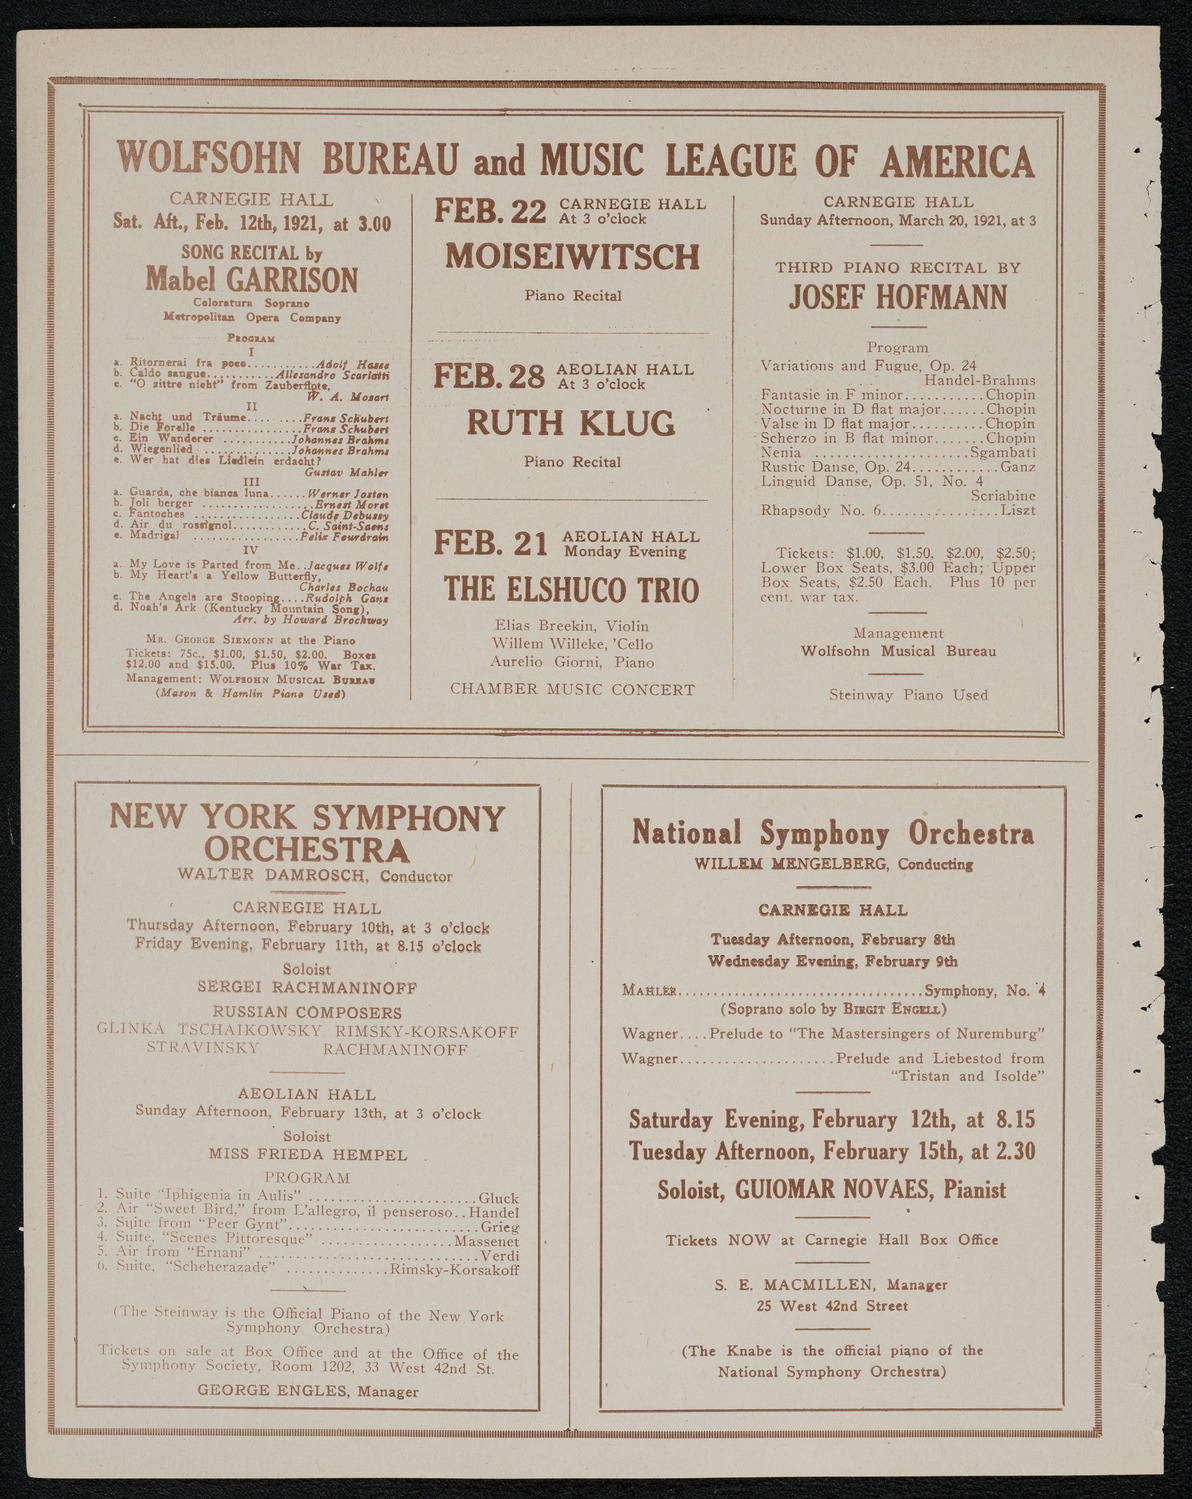 WOLFSOHN BUREAU and MUSIC LEAGUE OF AMERICA
CARNEGIE HALL
Sat. Aft., Feb. 12th, 1921, at 3.00
SONG RECITAL by
Mabel GARRISON
Coloratura Soprano
Metropolitan Opera Company
PROGRAM
I
a. Ritornerai fra poco...........Adolf Hasse
b. Caldo sangue..........Allesandro Scarlatti
c. "O zittre nicht" from Zauberflote,
W. A. Mozart
II
a. Nacht und Träume.........Franz Schubert
b. Die Forelle ................Franz Schubert
c. Ein Wanderer ...........Johannes Brahms
d. Wiegenlied ..............Johannes Brahms
e. Wer hat dies Liedlein erdacht?
Gustav Mahler
III
a. Guarda, che bianca luna......Werner Josten
b. Joli berger ..................Ernest Moret
c. Fantoches .................Claude Debussy
d. Air du rossignol............C. Saint-Saens
e. Madrigal .................Felix Fourdrain
IV
a. My Love is Parted from Me..Jacques Wolfe
b. My Heart's a Yellow Butterfly,
Charles Bochau
c. The Angels are Stooping....Rudolph Ganz
d. Noah's Ark (Kentucky Mountain Song),
Arr. by Howard Brockway
MR. GEORGE SIEMONN at the Piano
Tickets: 75c., $1.00, $1.50, $2.00. Boxes
$12.00 and $15.00. Plus 10% War Tax.
Management: WOLFSOHN MUSICAL BUREAU
(Mason & Hamlin Piano Used)
FEB. 22 CARNEGIE HALL
At 3 o'clock
MOISEIWITSCH
Piano Recital
FEB. 28 AEOLIAN HALL
At 3 o'clock
RUTH KLUG
Piano Recital
FEB. 21 AEOLIAN HALL
Monday Evening
THE ELSHUCO TRIO
Elias Breekin, Violin
Willem Willeke, 'Cello
Aurelio Giorni, Piano
CHAMBER MUSIC CONCERT
CARNEGIE HALL
Sunday Afternoon, March 20, 1921, at 3
THIRD PIANO RECITAL BY
JOSEF HOFMANN
Program
Variations and Fugue, Op. 24
Handel-Brahms
Fantasie in F minor..........Chopin
Nocturne in D flat major......Chopin
Valse in D flat major..........Chopin
Scherzo in B flat minor.......Chopin
Nenia ....................Sgambati
Rustic Danse, Op. 24...........Ganz
Linguid Danse, Op. 51, No. 4
Scriabine
Rhapsody No. 6...............Liszt
Tickets: $1.00, $1.50, $2.00, $2.50;
Lower Box Seats, $3.00 Each; Upper
Box Seats, $2.50 Each. Plus 10 per
cent. war tax.
Management
Wolfsohn Musical Bureau
Steinway Piano Used
NEW YORK SYMPHONY
ORCHESTRA
WALTER DAMROSCH, Conductor
CARNEGIE HALL
Thursday Afternoon, February 10th, at 3 o'clock
Friday Evening, February 11th, at 8.15 o'clock
Soloist
SERGEI RACHMANINOFF
RUSSIAN COMPOSERS
GLINKA TSCHAIKOWSKY RIMSKY-KORSAKOFF
STRAVINSKY RACHMANINOFF
AEOLIAN HALL
Sunday Afternoon, February 13th, at 3 o'clock
Soloist
MISS FRIEDA HEMPEL
PROGRAM
1. Suite "Iphigenia in Aulis" ........................Gluck
2. Air "Sweet Bird," from L'allegro, il penseroso..Handel
3. Suite from "Peer Gynt"...........................Grieg
4. Suite, "Scenes Pittoresque" ..................Massenet
5. Air from "Ernani" ...............................Verdi
6. Suite, "Scheherazade" ..............Rimsky-Korsakoff
(The Steinway is the Official Piano of the New York
Symphony Orchestra)
Tickets on sale at Box Office and at the Office of the
Symphony Society, Room 1202, 33 West 42nd St.
GEORGE ENGLES, Manager
National Symphony Orchestra
WILLEM MENGELBERG, Conducting
CARNEGIE HALL
Tuesday Afternoon, February 8th
Wednesday Evening, February 9th
MAHLER..................................Symphony, No. 4
(Soprano solo by BIRGIT ENGELL)
Wagner....Prelude to "The Mastersingers of Nuremburg"
Wagner.....................Prelude and Liebestod from
"Tristan and Isolde"
Saturday Evening, February 12th, at 8.15
Tuesday Afternoon, February 15th, at 2.30
Soloist, GUIOMAR NOVAES, Pianist
Tickets NOW at Carnegie Hall Box Office
S. E. MACMILLEN, Manager
25 West 42nd Street
(The Knabe is the official piano of the
National Symphony Orchestra)